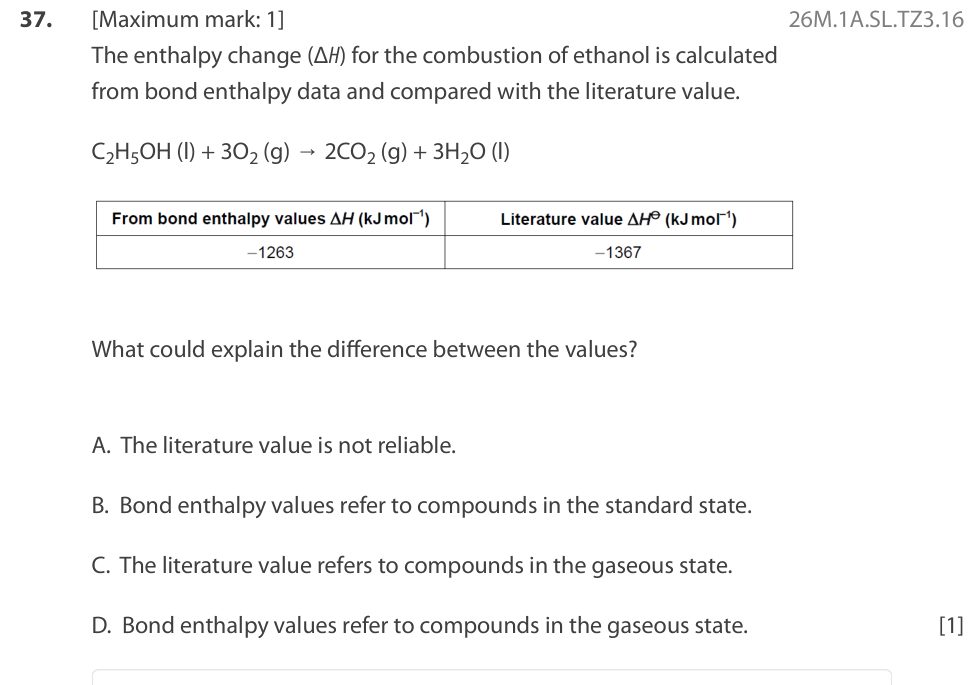 37. [Maximum mark: 1] 26M.1A.SL.TZ3.16
The enthalpy change (ΔH) for the combustion of ethanol is calculated
from bond enthalpy data and compared with the literature value.
C₂H₅OH (l) + 3O₂ (g) → 2CO₂ (g) + 3H₂O (l)
From bond enthalpy values ΔH (kJ mol⁻¹) Literature value ΔH⦵ (kJ mol⁻¹)
−1263 −1367
What could explain the difference between the values?
A. The literature value is not reliable.
B. Bond enthalpy values refer to compounds in the standard state.
C. The literature value refers to compounds in the gaseous state.
D. Bond enthalpy values refer to compounds in the gaseous state. [1]